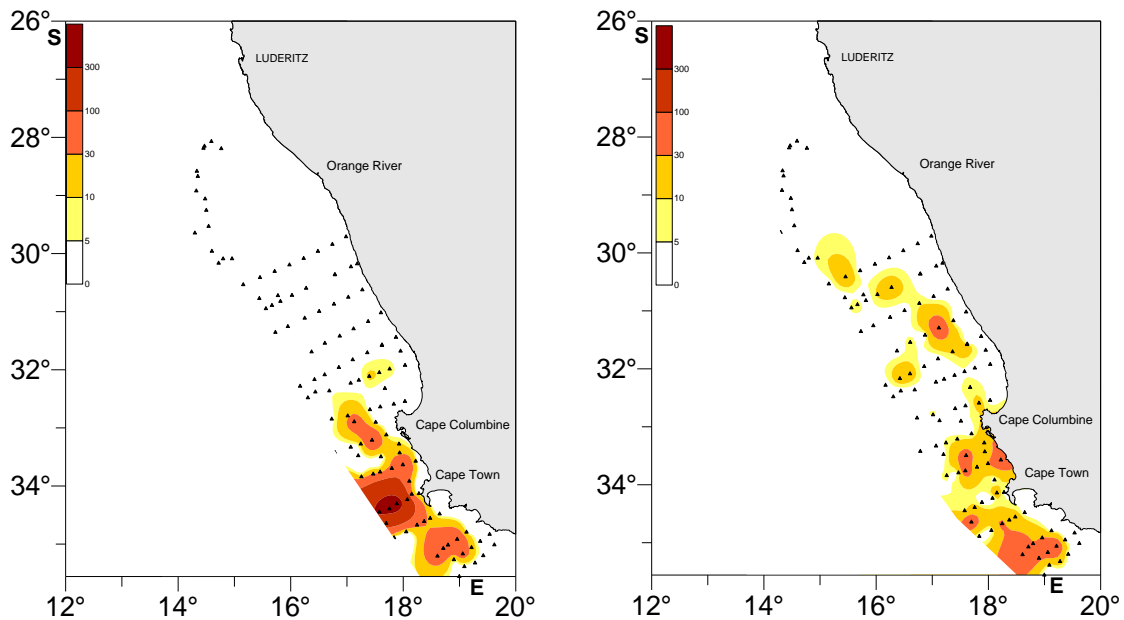 26°
S
300
100
30
10
5
0
LUDERITZ
28°
Orange River
30°
32°
Cape Columbine
Cape Town
34°
E
12°
14°
16°
18°
20°
26°
S
300
100
30
10
5
0
LUDERITZ
28°
Orange River
30°
32°
Cape Columbine
Cape Town
34°
E
12°
14°
16°
18°
20°